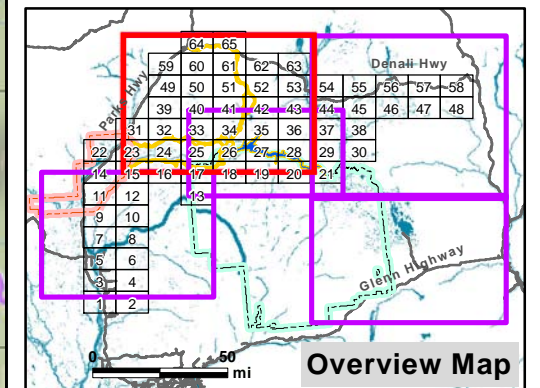 64 65
59 60 61 62 63
Denali Hwy
Parks Hwy
49 50 51 52 53 54 55 56 57 58
39 40 41 42 43 44 45 46 47 48
31 32 33 34 35 36 37 38
22 23 24 25 26 27 28 29 30
14 15 16 17 18 19 20 21
11 12 13
9 10
7 8
5 6
Glenn Highway
3 4
1 2
0 50
mi
Overview Map